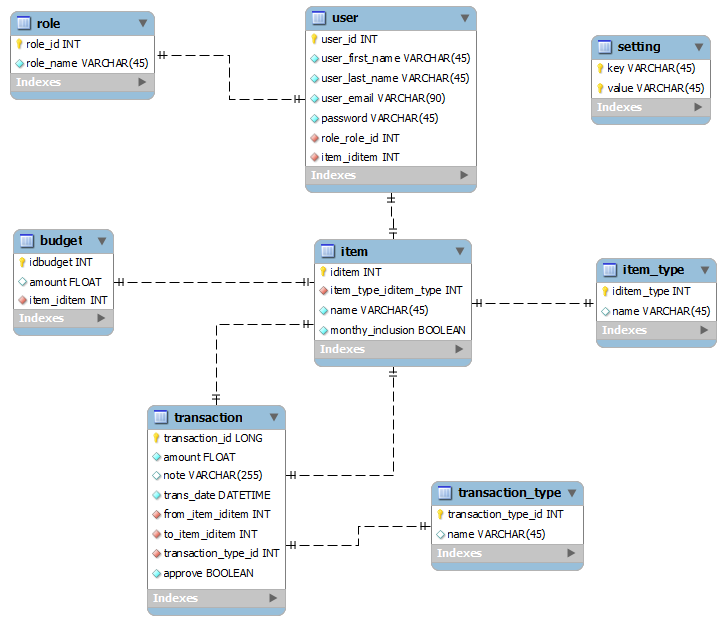 role
role_id INT
role_name VARCHAR(45)
Indexes
user
user_id INT
user_first_name VARCHAR(45)
user_last_name VARCHAR(45)
user_email VARCHAR(90)
password VARCHAR(45)
role_role_id INT
item_iditem INT
Indexes
setting
key VARCHAR(45)
value VARCHAR(45)
Indexes
budget
idbudget INT
amount FLOAT
item_iditem INT
Indexes
item
iditem INT
item_type_iditem_type INT
name VARCHAR(45)
monthy_inclusion BOOLEAN
Indexes
item_type
iditem_type INT
name VARCHAR(45)
Indexes
transaction
transaction_id LONG
amount FLOAT
note VARCHAR(255)
trans_date DATETIME
from_item_iditem INT
to_item_iditem INT
transaction_type_id INT
approve BOOLEAN
Indexes
transaction_type
transaction_type_id INT
name VARCHAR(45)
Indexes